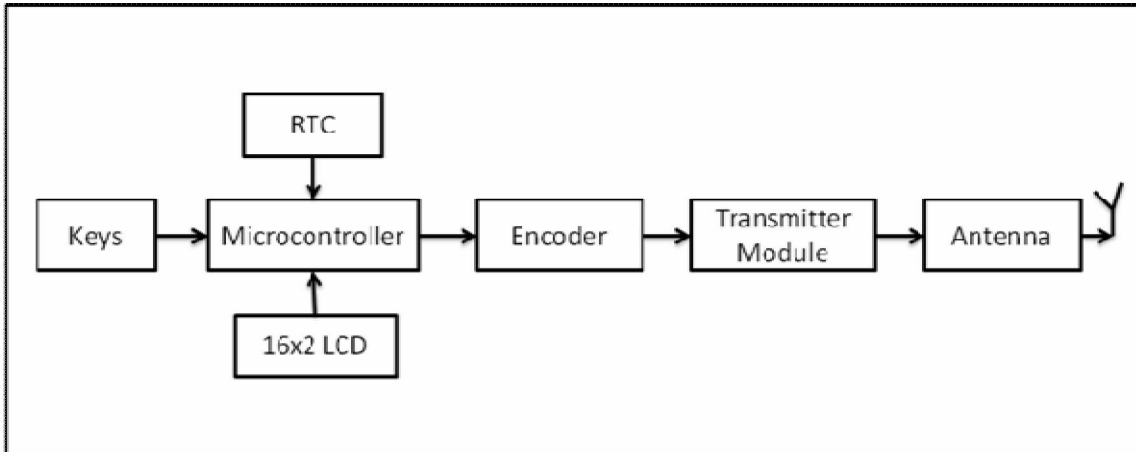 RTC
Keys
Microcontroller
Encoder
Transmitter
Module
Antenna
16x2 LCD